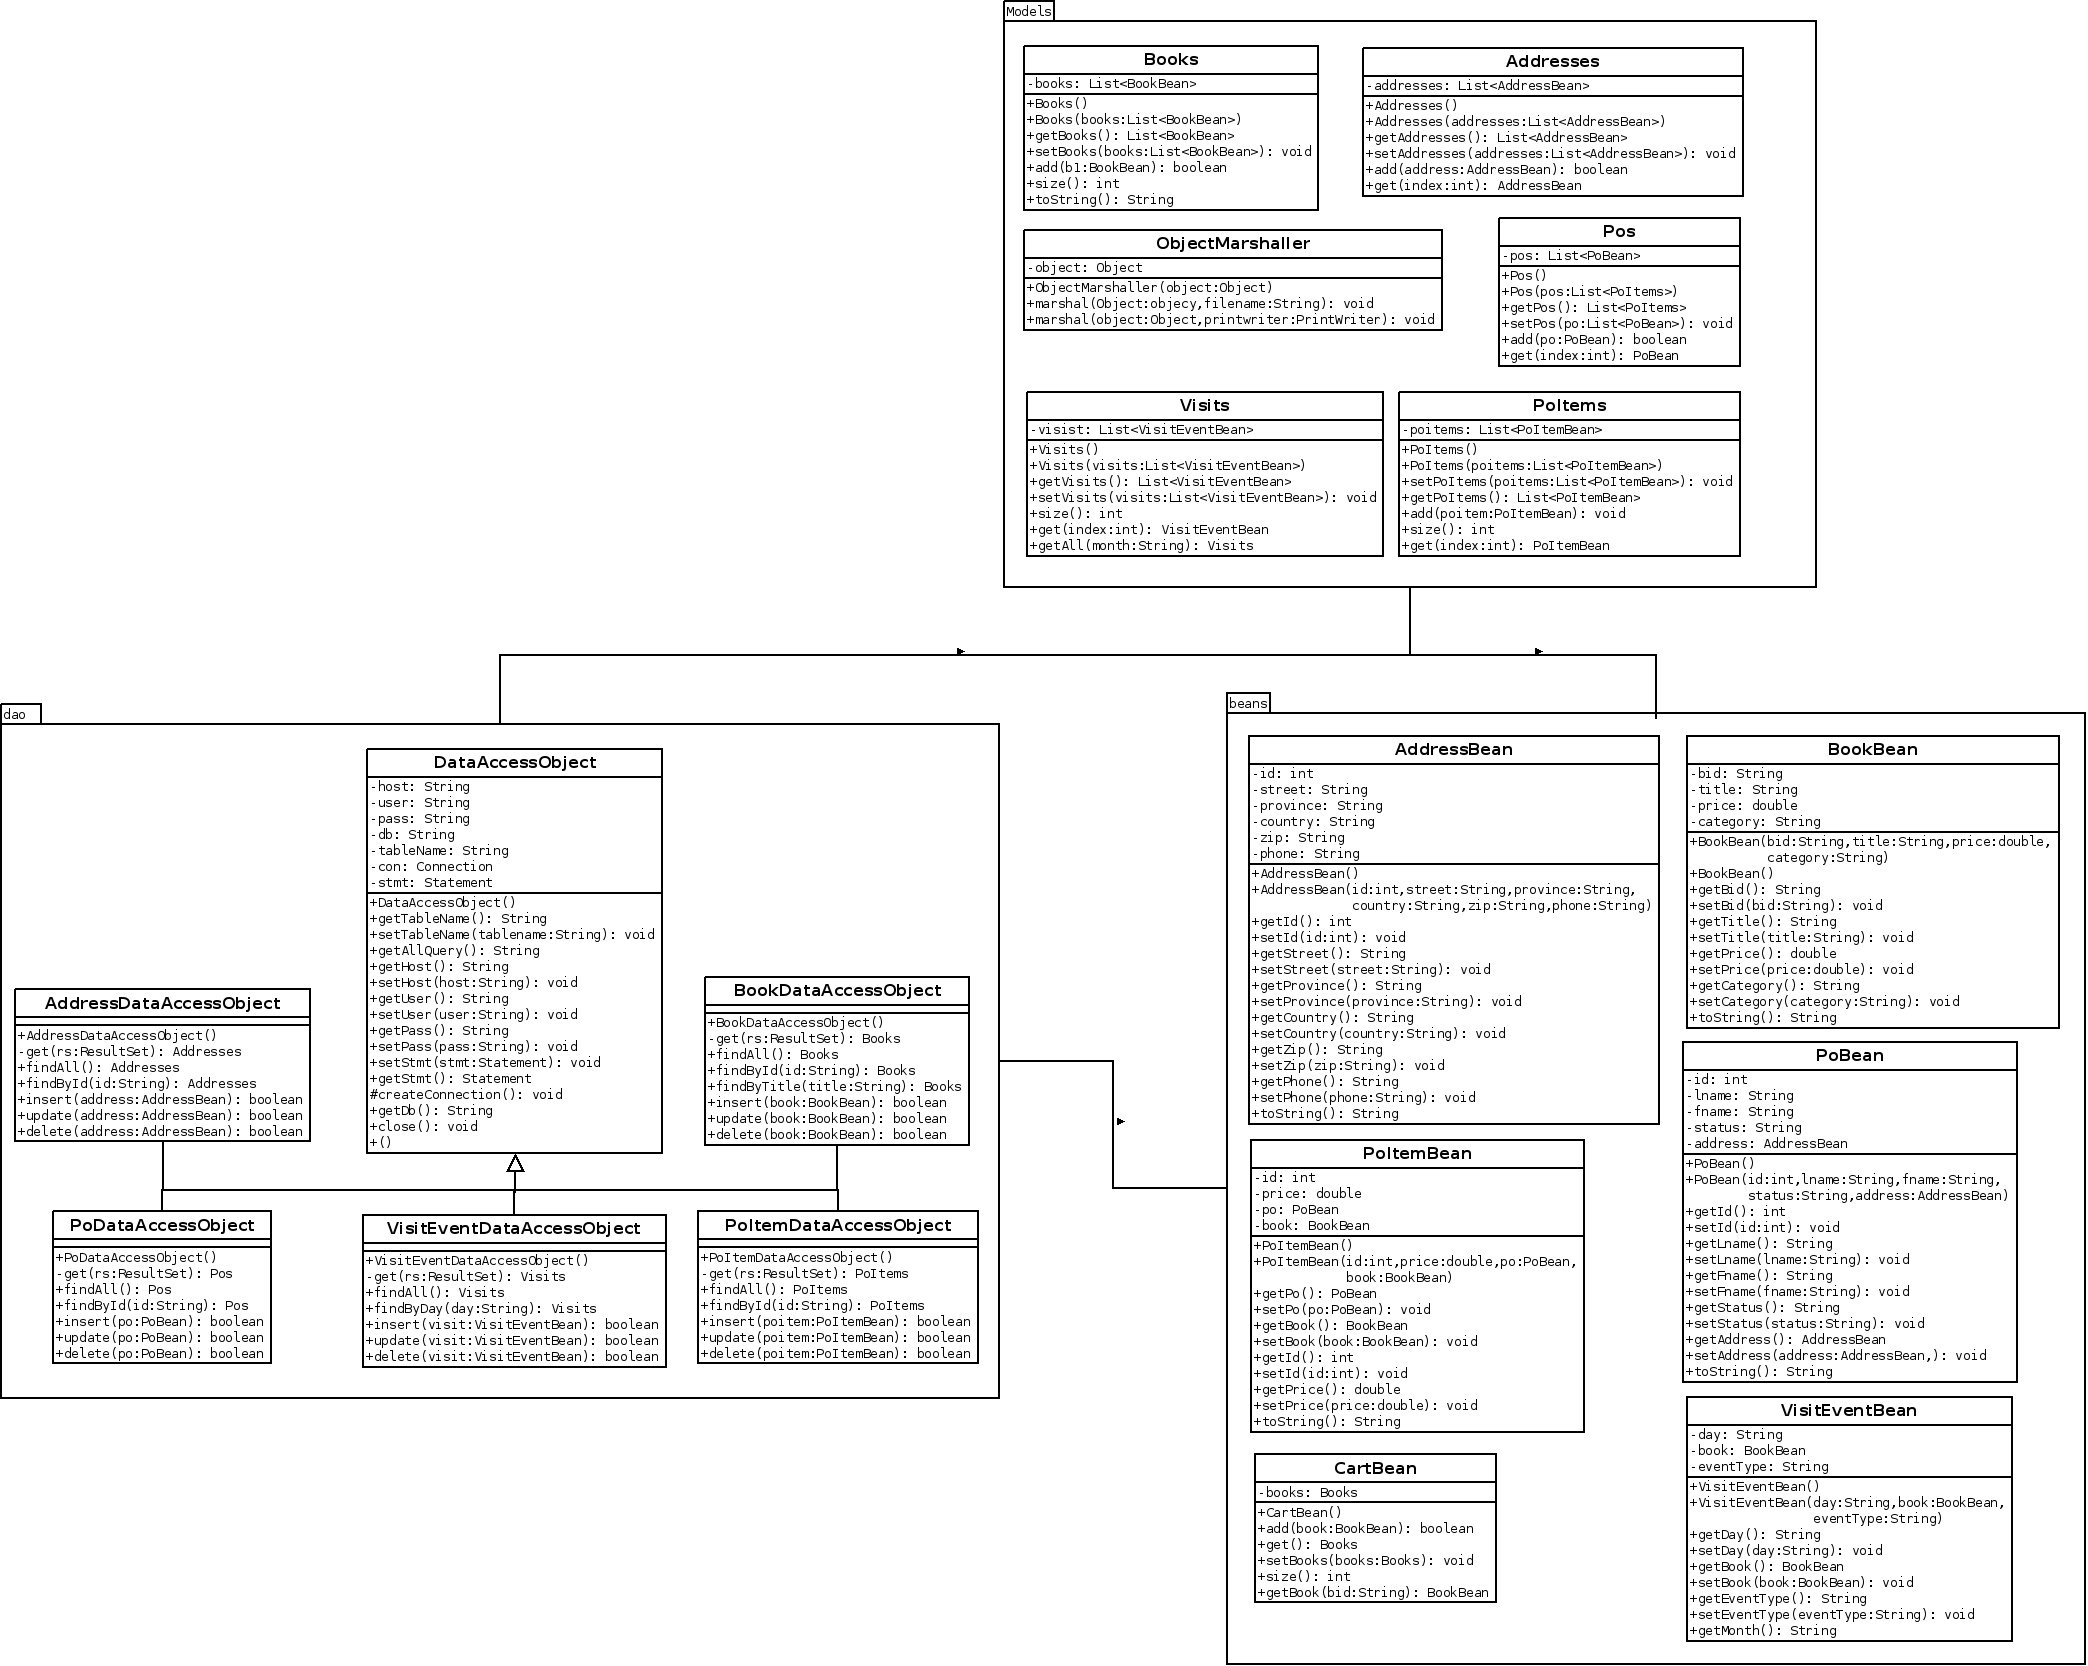 Models
Books
-books: List<BookBean>
+Books()
+Books(books:List<BookBean>)
+getBooks(): List<BookBean>
+setBooks(books:List<BookBean>): void
+add(b1:BookBean): boolean
+size(): int
+toString(): String
Addresses
-addresses: List<AddressBean>
+Addresses()
+Addresses(addresses:List<AddressBean>)
+getAddresses(): List<AddressBean>
+setAddresses(addresses:List<AddressBean>): void
+add(address:AddressBean): boolean
+get(index:int): AddressBean
ObjectMarshaller
-object: Object
+ObjectMarshaller(object:Object)
+marshal(Object:objecy,filename:String): void
+marshal(object:Object,printwriter:PrintWriter): void
Pos
-pos: List<PoBean>
+Pos()
+Pos(pos:List<PoItems>)
+getPos(): List<PoItems>
+setPos(po:List<PoBean>): void
+add(po:PoBean): boolean
+get(index:int): PoBean
Visits
-visist: List<VisitEventBean>
+Visits()
+Visits(visits:List<VisitEventBean>)
+getVisits(): List<VisitEventBean>
+setVisits(visits:List<VisitEventBean>): void
+size(): int
+get(index:int): VisitEventBean
+getAll(month:String): Visits
PoItems
-poitems: List<PoItemBean>
+PoItems()
+PoItems(poitems:List<PoItemBean>)
+setPoItems(poitems:List<PoItemBean>): void
+getPoItems(): List<PoItemBean>
+add(poitem:PoItemBean): void
+size(): int
+get(index:int): PoItemBean
dao
DataAccessObject
-host: String
-user: String
-pass: String
-db: String
-tableName: String
-con: Connection
-stmt: Statement
+DataAccessObject()
+getTableName(): String
+setTableName(tablename:String): void
+getAllQuery(): String
+getHost(): String
+setHost(host:String): void
+getUser(): String
+setUser(user:String): void
+getPass(): String
+setPass(pass:String): void
+setStmt(stmt:Statement): void
+getStmt(): Statement
#createConnection(): void
+getDb(): String
+close(): void
+()
AddressDataAccessObject
+AddressDataAccessObject()
-get(rs:ResultSet): Addresses
+findAll(): Addresses
+findById(id:String): Addresses
+insert(address:AddressBean): boolean
+update(address:AddressBean): boolean
+delete(address:AddressBean): boolean
BookDataAccessObject
+BookDataAccessObject()
-get(rs:ResultSet): Books
+findAll(): Books
+findById(id:String): Books
+findByTitle(title:String): Books
+insert(book:BookBean): boolean
+update(book:BookBean): boolean
+delete(book:BookBean): boolean
PoDataAccessObject
+PoDataAccessObject()
-get(rs:ResultSet): Pos
+findAll(): Pos
+findById(id:String): Pos
+insert(po:PoBean): boolean
+update(po:PoBean): boolean
+delete(po:PoBean): boolean
VisitEventDataAccessObject
+VisitEventDataAccessObject()
-get(rs:ResultSet): Visits
+findAll(): Visits
+findByDay(day:String): Visits
+insert(visit:VisitEventBean): boolean
+update(visit:VisitEventBean): boolean
+delete(visit:VisitEventBean): boolean
PoItemDataAccessObject
+PoItemDataAccessObject()
-get(rs:ResultSet): PoItems
+findAll(): PoItems
+findById(id:String): PoItems
+insert(poitem:PoItemBean): boolean
+update(poitem:PoItemBean): boolean
+delete(poitem:PoItemBean): boolean
beans
AddressBean
-id: int
-street: String
-province: String
-country: String
-zip: String
-phone: String
+AddressBean()
+AddressBean(id:int,street:String,province:String,
country:String,zip:String,phone:String)
+getId(): int
+setId(id:int): void
+getStreet(): String
+setStreet(street:String): void
+getProvince(): String
+setProvince(province:String): void
+getCountry(): String
+setCountry(country:String): void
+getZip(): String
+setZip(zip:String): void
+getPhone(): String
+setPhone(phone:String): void
+toString(): String
BookBean
-bid: String
-title: String
-price: double
-category: String
+BookBean(bid:String,title:String,price:double,
category:String)
+BookBean()
+getBid(): String
+setBid(bid:String): void
+getTitle(): String
+setTitle(title:String): void
+getPrice(): double
+setPrice(price:double): void
+getCategory(): String
+setCategory(category:String): void
+toString(): String
PoBean
-id: int
-lname: String
-fname: String
-status: String
-address: AddressBean
+PoBean()
+PoBean(id:int,lname:String,fname:String,
status:String,address:AddressBean)
+getId(): int
+setId(id:int): void
+getLname(): String
+setLname(lname:String): void
+getFname(): String
+setFname(fname:String): void
+getStatus(): String
+setStatus(status:String): void
+getAddress(): AddressBean
+setAddress(address:AddressBean,): void
+toString(): String
PoItemBean
-id: int
-price: double
-po: PoBean
-book: BookBean
+PoItemBean()
+PoItemBean(id:int,price:double,po:PoBean,
book:BookBean)
+getPo(): PoBean
+setPo(po:PoBean): void
+getBook(): BookBean
+setBook(book:BookBean): void
+getId(): int
+setId(id:int): void
+getPrice(): double
+setPrice(price:double): void
+toString(): String
CartBean
-books: Books
+CartBean()
+add(book:BookBean): boolean
+get(): Books
+setBooks(books:Books): void
+size(): int
+getBook(bid:String): BookBean
VisitEventBean
-day: String
-book: BookBean
-eventType: String
+VisitEventBean()
+VisitEventBean(day:String,book:BookBean,
eventType:String)
+getDay(): String
+setDay(day:String): void
+getBook(): BookBean
+setBook(book:BookBean): void
+getEventType(): String
+setEventType(eventType:String): void
+getMonth(): String